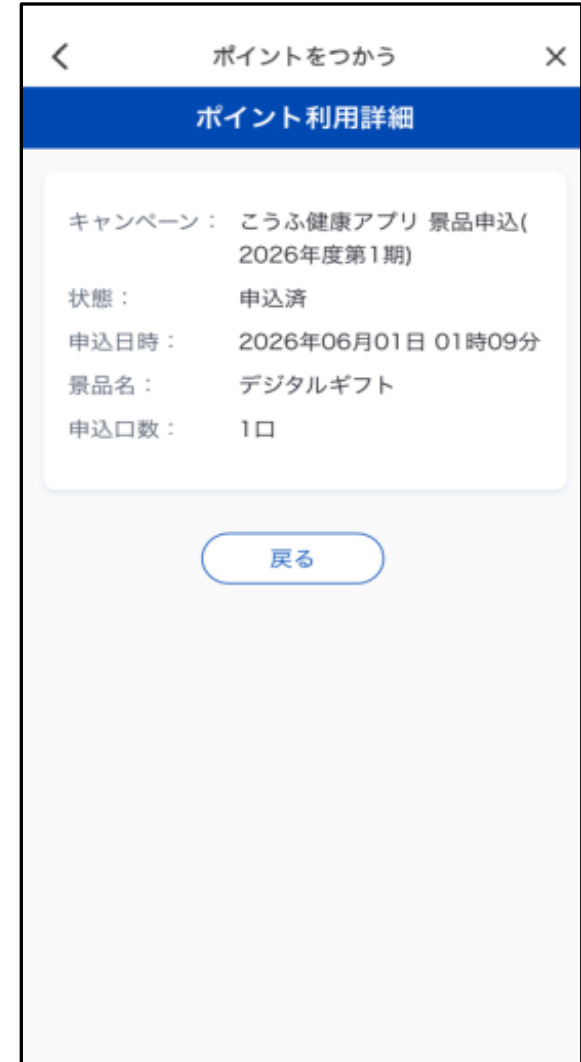 ポイントをつかう
ポイント利用詳細
キャンペーン： こうふ健康アプリ 景品申込(
2026年度第1期)
状態： 申込済
申込日時： 2026年06月01日 01時09分
景品名： デジタルギフト
申込口数： 1口
戻る